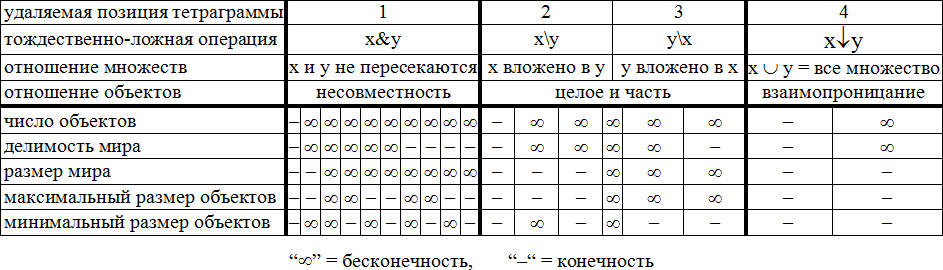 удаляемая позиция тетраграммы 1 2 3 4
тождественно-ложная операция x&y x\y y\x x↓y
отношение множеств x и y не пересекаются x вложено в y y вложено в x x ∪ y = все множество
отношение объектов несовместность целое и часть взаимопроницание
число объектов – ∞ ∞ ∞ ∞ ∞ ∞ ∞ ∞ ∞ – ∞ ∞ ∞ ∞ ∞ – ∞
делимость мира – ∞ ∞ ∞ ∞ ∞ – – – – – ∞ ∞ ∞ ∞ – – ∞
размер мира – – ∞ ∞ ∞ ∞ ∞ ∞ ∞ ∞ – – – ∞ ∞ ∞ – –
максимальный размер объектов – – ∞ ∞ – – ∞ ∞ – – – – – ∞ ∞ ∞ – –
минимальный размер объектов – ∞ ∞ – ∞ – ∞ – ∞ – – ∞ – ∞ – – – –
“∞” = бесконечность, “–“ = конечность